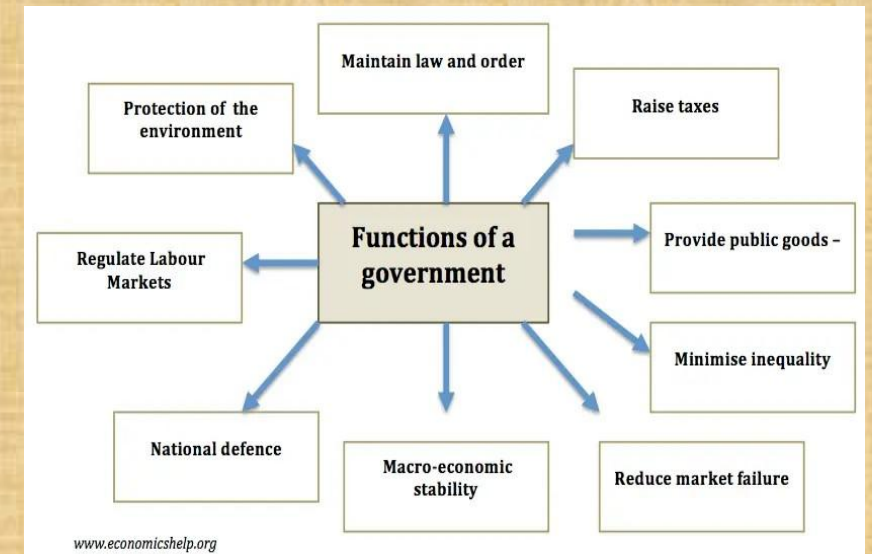 Maintain law and order
Protection of the
environment
Raise taxes
Functions of a
government
Provide public goods –
Regulate Labour
Markets
Minimise inequality
National defence
Macro-economic
stability
Reduce market failure
www.economicshelp.org